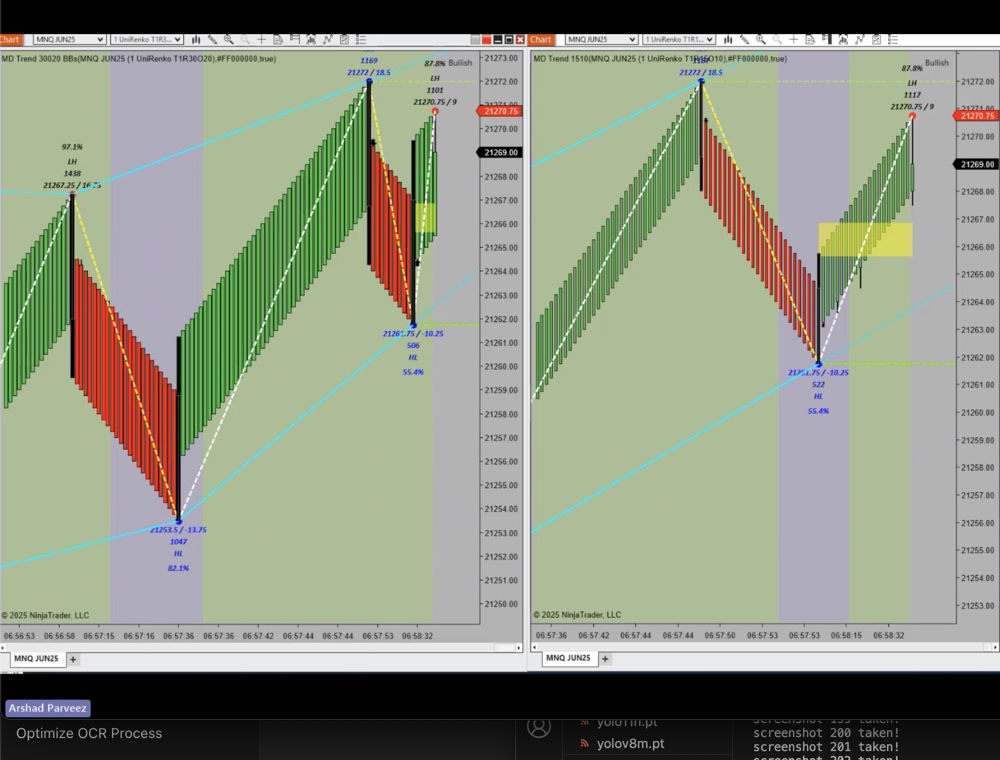 Chart
MNQ JUN25
1 UniRenko T1R3...
MD Trend 30020 BBs(MNQ JUN25 (1 UniRenko T1R30O20),#FF000000,true)
Bullish
1169
21272 / 18.5
87.8%
LH
1101
21270.75 / 9
97.1%
LH
1438
21267.25 / 16.75
21261.75 / -10.25
506
HL
55.4%
21253.5 / -13.75
1047
HL
82.1%
21273.00
21272.00
21270.75
21270.00
21269.00
21268.00
21267.00
21266.00
21265.00
21264.00
21263.00
21262.00
21261.00
21260.00
21259.00
21258.00
21257.00
21256.00
21255.00
21254.00
21253.00
21252.00
21251.00
21250.00
© 2025 NinjaTrader, LLC
06:56:53 06:56:58 06:57:15 06:57:16 06:57:36 06:57:36 06:57:42 06:57:44 06:57:44 06:57:53 06:58:32
MNQ JUN25
Chart
MNQ JUN25
1 UniRenko T1R1...
MD Trend 1510(MNQ JUN25 (1 UniRenko
21272 / 18.5
Bullish
87.8%
LH
1117
21270.75 / 9
21261.75 / -10.25
522
HL
55.4%
21272.00
21270.75
21270.00
21269.00
21268.00
21267.00
21266.00
21265.00
21264.00
21263.00
21262.00
21261.00
21260.00
21259.00
21258.00
21257.00
21256.00
21255.00
21254.00
21253.00
© 2025 NinjaTrader, LLC
06:57:36 06:57:42 06:57:44 06:57:44 06:57:50 06:57:53 06:57:53 06:58:15 06:58:32
MNQ JUN25
Arshad Parveez
Optimize OCR Process
yolo11n.pt
yolov8m.pt
screenshot 199 taken!
screenshot 200 taken!
screenshot 201 taken!
screenshot 202 taken!